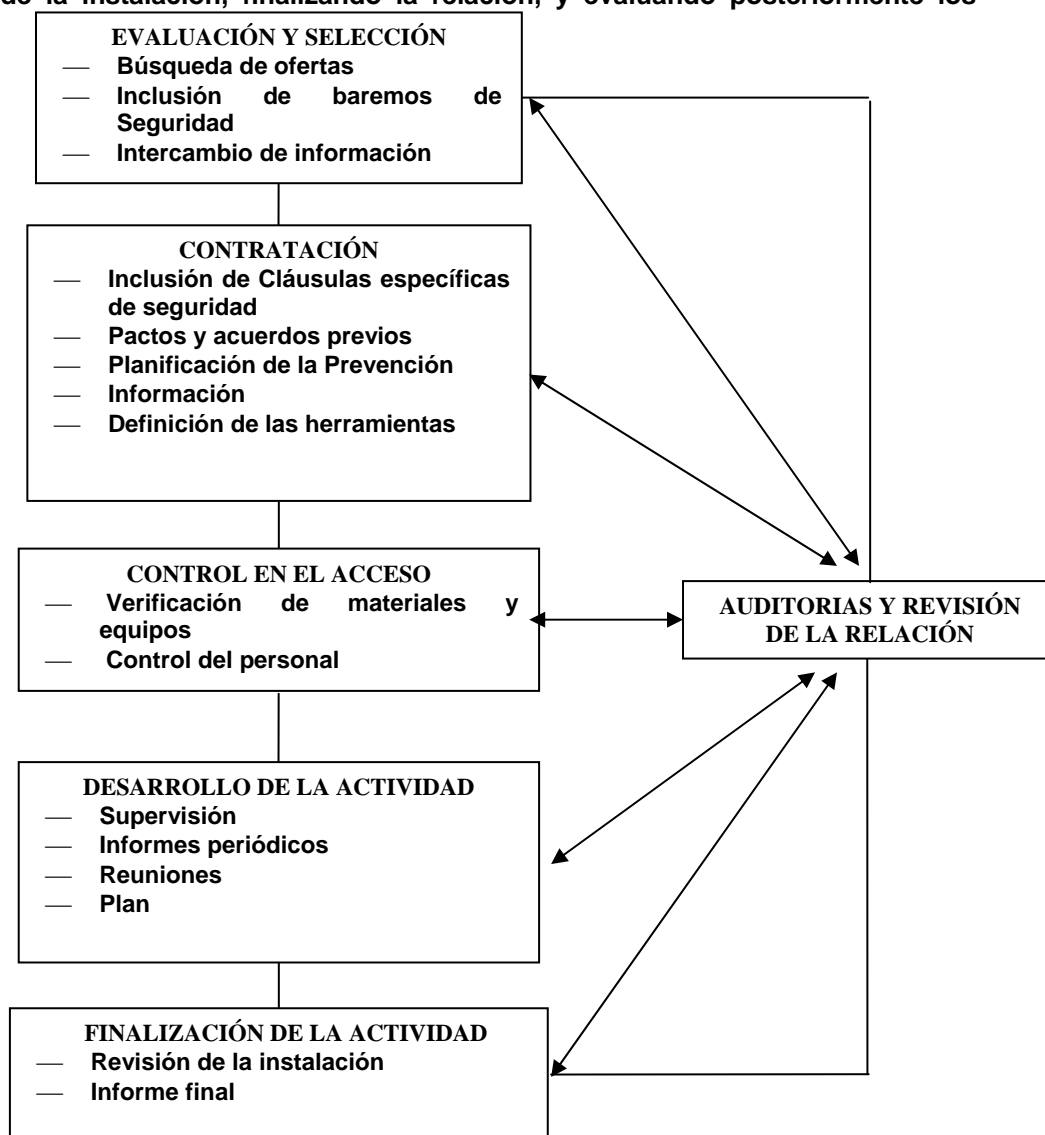 de la Instalación, finalizando la relación, y evaluando posteriormente los
EVALUACIÓN Y SELECCIÓN
— Búsqueda de ofertas
— Inclusión de baremos de
Seguridad
— Intercambio de información
CONTRATACIÓN
— Inclusión de Cláusulas específicas
de seguridad
— Pactos y acuerdos previos
— Planificación de la Prevención
— Información
— Definición de las herramientas
CONTROL EN EL ACCESO
— Verificación de materiales y
equipos
— Control del personal
AUDITORIAS Y REVISIÓN
DE LA RELACIÓN
DESARROLLO DE LA ACTIVIDAD
— Supervisión
— Informes periódicos
— Reuniones
— Plan
FINALIZACIÓN DE LA ACTIVIDAD
— Revisión de la instalación
— Informe final